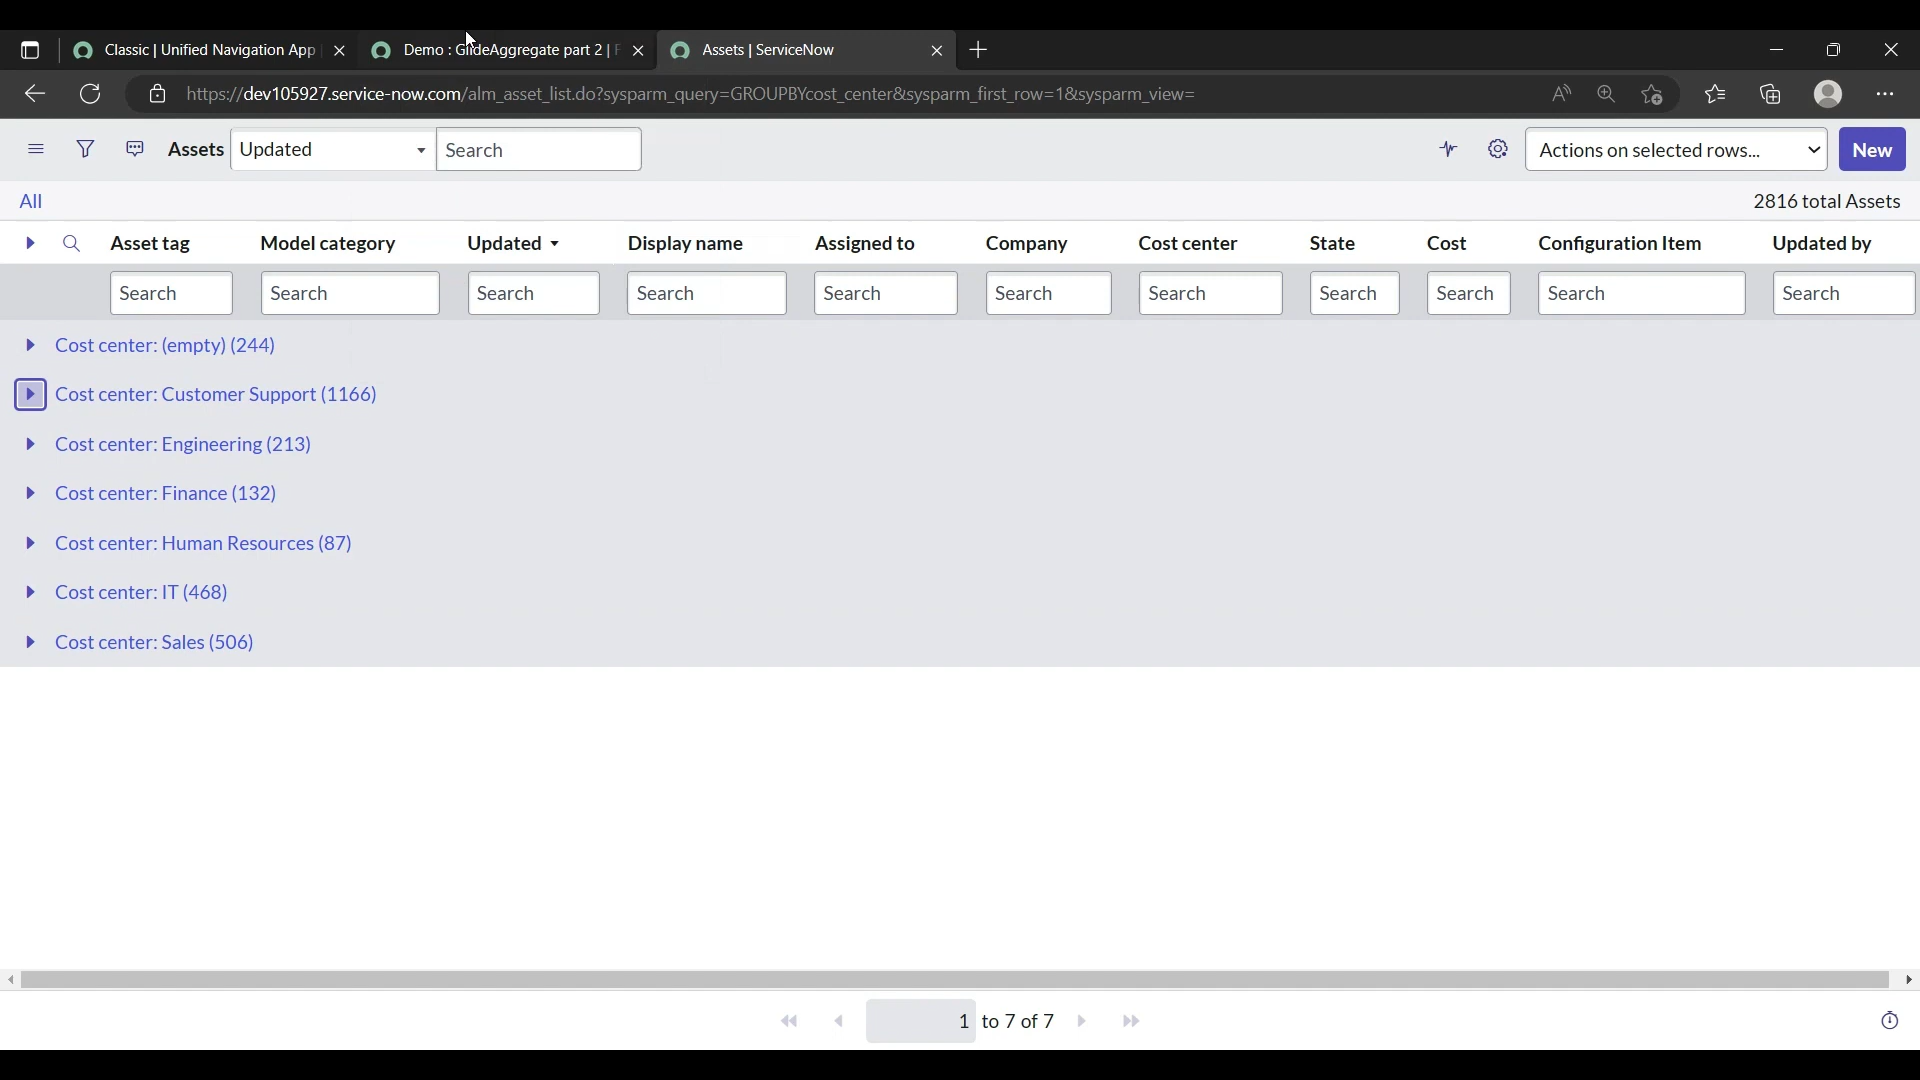 Classic | Unified Navigation App
Demo : GlideAggregate part 2 | F
Assets | ServiceNow
https://dev105927.service-now.com/alm_asset_list.do?sysparm_query=GROUPBYcost_center&sysparm_first_row=1&sysparm_view=
Assets Updated Search Actions on selected rows... New
All 2816 total Assets
Asset tag Model category Updated Display name Assigned to Company Cost center State Cost Configuration Item Updated by
Search Search Search Search Search Search Search Search Search Search Search
Cost center: (empty) (244)
Cost center: Customer Support (1166)
Cost center: Engineering (213)
Cost center: Finance (132)
Cost center: Human Resources (87)
Cost center: IT (468)
Cost center: Sales (506)
1 to 7 of 7